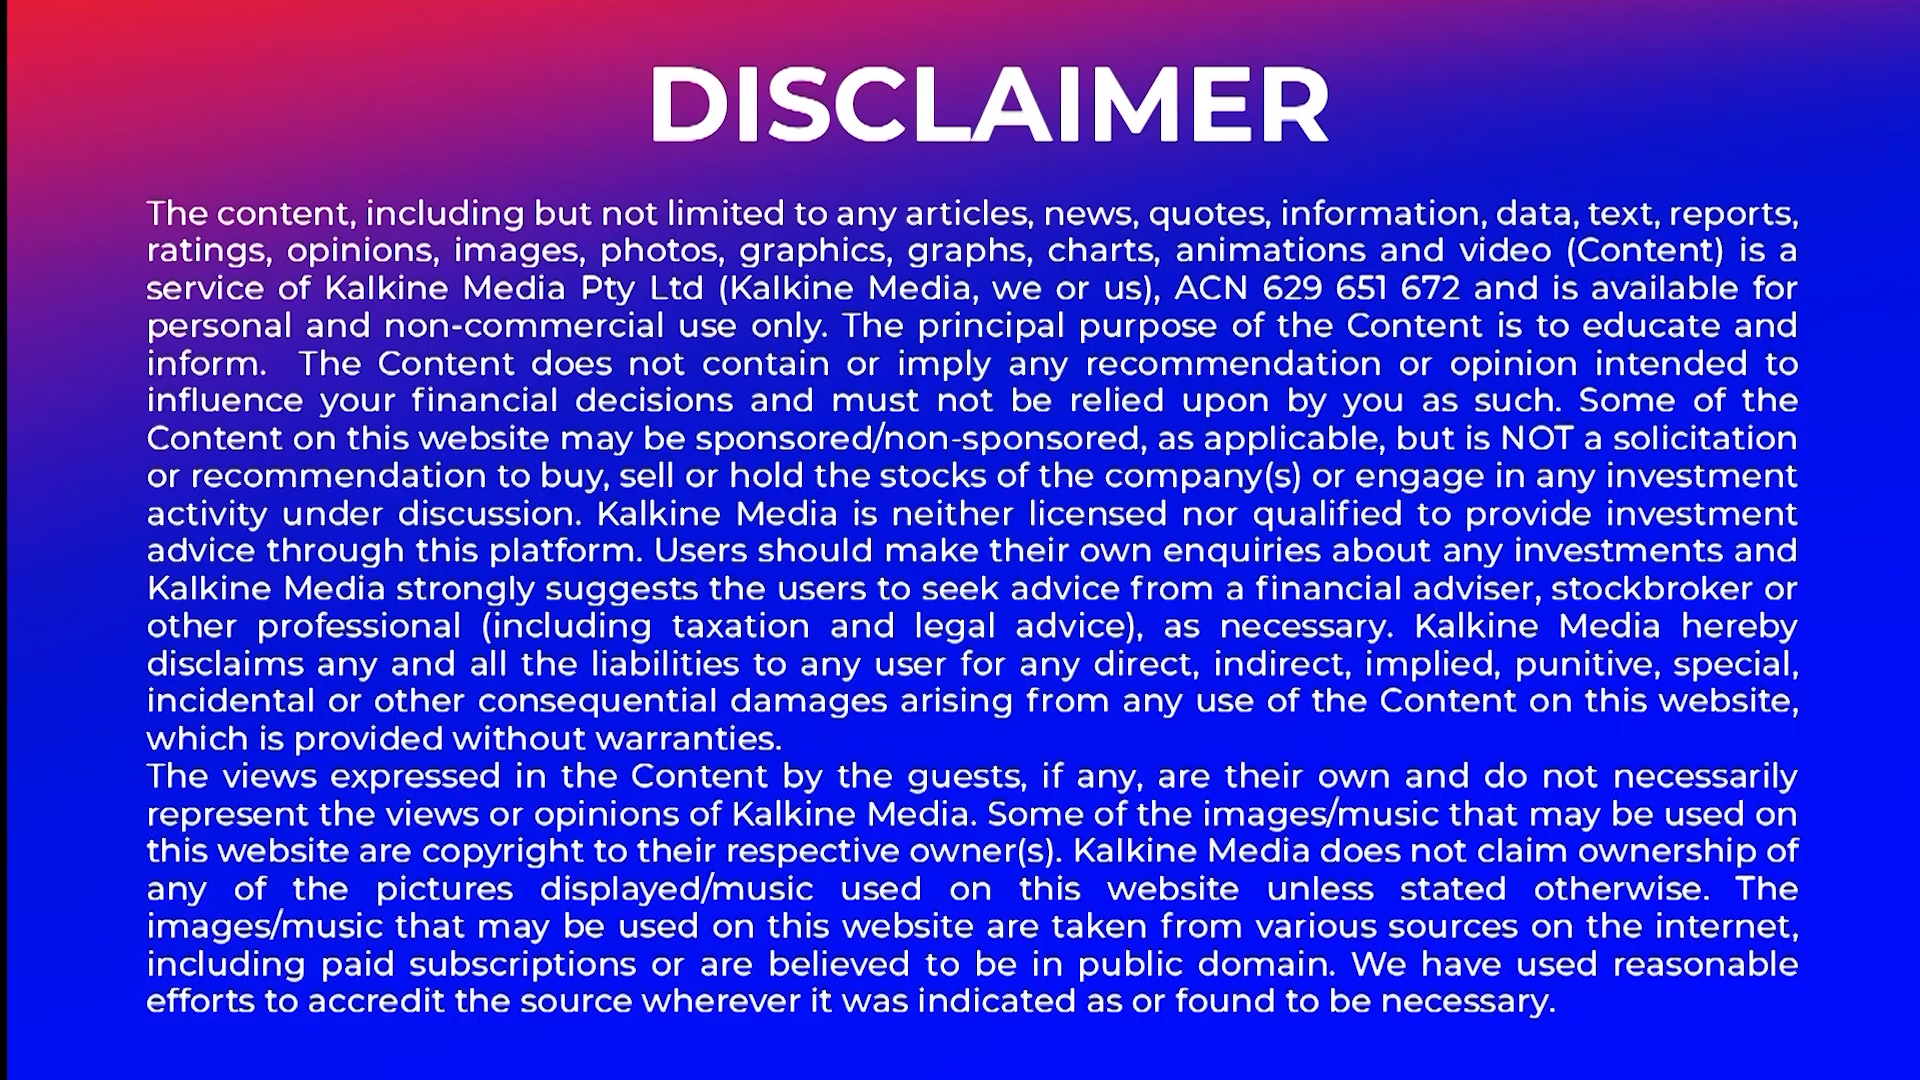 DISCLAIMER
The content, including but not limited to any articles, news, quotes, information, data, text, reports,
ratings, opinions, images, photos, graphics, graphs, charts, animations and video (Content) is a
service of Kalkine Media Pty Ltd (Kalkine Media, we or us), ACN 629 651 672 and is available for
personal and non-commercial use only. The principal purpose of the Content is to educate and
inform.  The Content does not contain or imply any recommendation or opinion intended to
influence your financial decisions and must not be relied upon by you as such. Some of the
Content on this website may be sponsored/non-sponsored, as applicable, but is NOT a solicitation
or recommendation to buy, sell or hold the stocks of the company(s) or engage in any investment
activity under discussion. Kalkine Media is neither licensed nor qualified to provide investment
advice through this platform. Users should make their own enquiries about any investments and
Kalkine Media strongly suggests the users to seek advice from a financial adviser, stockbroker or
other professional (including taxation and legal advice), as necessary. Kalkine Media hereby
disclaims any and all the liabilities to any user for any direct, indirect, implied, punitive, special,
incidental or other consequential damages arising from any use of the Content on this website,
which is provided without warranties.
The views expressed in the Content by the guests, if any, are their own and do not necessarily
represent the views or opinions of Kalkine Media. Some of the images/music that may be used on
this website are copyright to their respective owner(s). Kalkine Media does not claim ownership of
any of the pictures displayed/music used on this website unless stated otherwise. The
images/music that may be used on this website are taken from various sources on the internet,
including paid subscriptions or are believed to be in public domain. We have used reasonable
efforts to accredit the source wherever it was indicated as or found to be necessary.